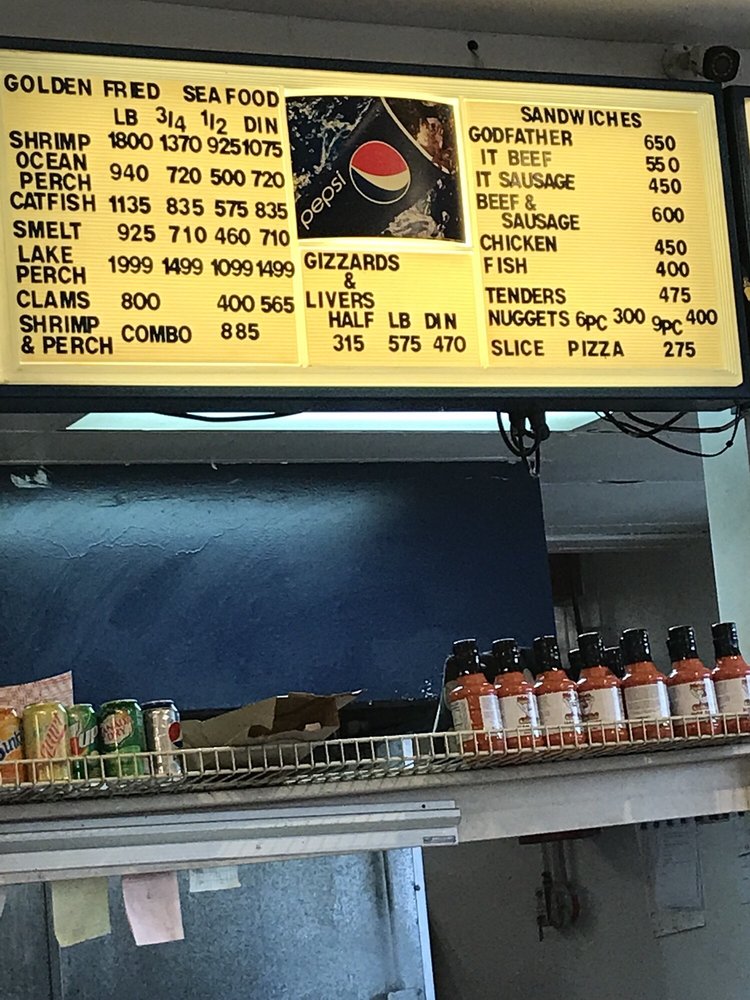 GOLDEN FRIED SEAFOOD
LB 3/4 1/2 DIN
SHRIMP 1800 1370 925 1075
OCEAN
PERCH 940 720 500 720
CATFISH 1135 835 575 835
SMELT 925 710 460 710
LAKE
PERCH 1999 1499 1099 1499
CLAMS 800 400 565
SHRIMP
& PERCH COMBO 885
pepsi
GIZZARDS
&
LIVERS
HALF LB DIN
315 575 470
SANDWICHES
GODFATHER 650
IT BEEF 550
IT SAUSAGE 450
BEEF &
SAUSAGE 600
CHICKEN 450
FISH 400
TENDERS 475
NUGGETS 6PC 300 9PC 400
SLICE PIZZA 275